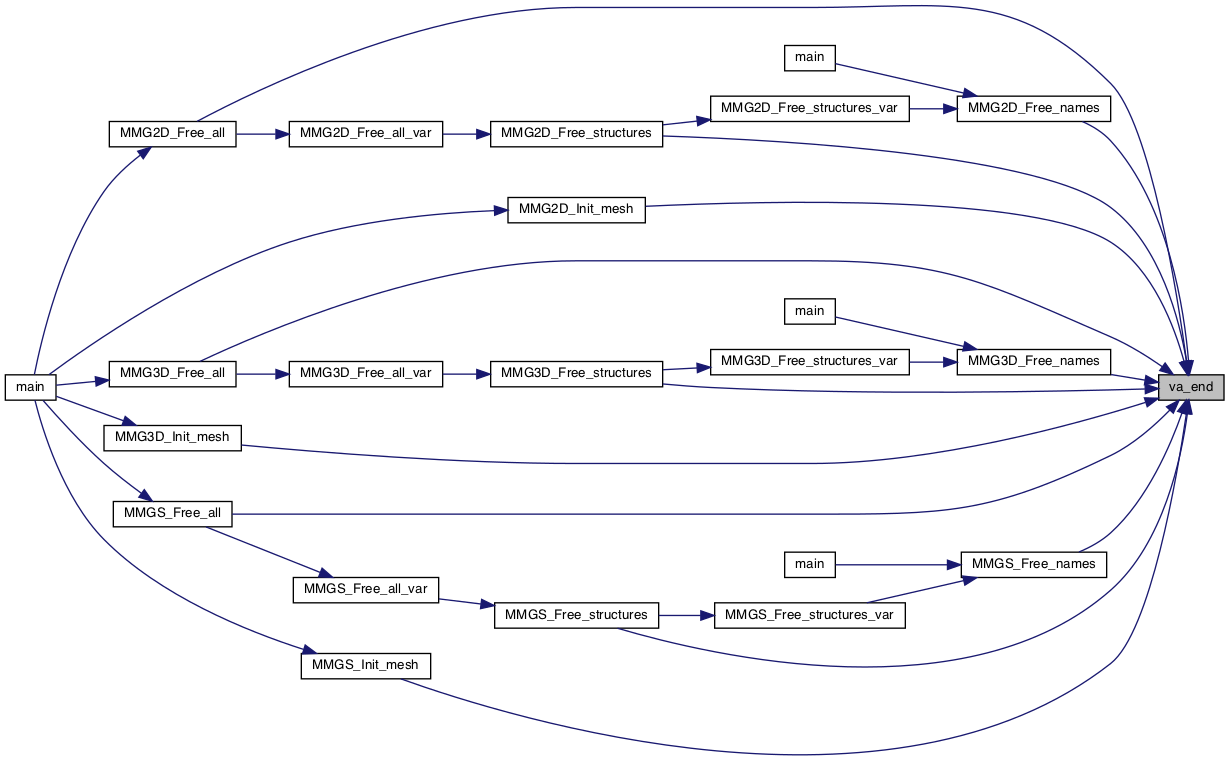 main
MMG2D_Free_structures_var
MMG2D_Free_names
MMG2D_Free_all
MMG2D_Free_all_var
MMG2D_Free_structures
MMG2D_Init_mesh
main
MMG3D_Free_structures_var
MMG3D_Free_names
MMG3D_Free_all
MMG3D_Free_all_var
MMG3D_Free_structures
main
va_end
MMG3D_Init_mesh
MMGS_Free_all
main
MMGS_Free_names
MMGS_Free_all_var
MMGS_Free_structures
MMGS_Free_structures_var
MMGS_Init_mesh